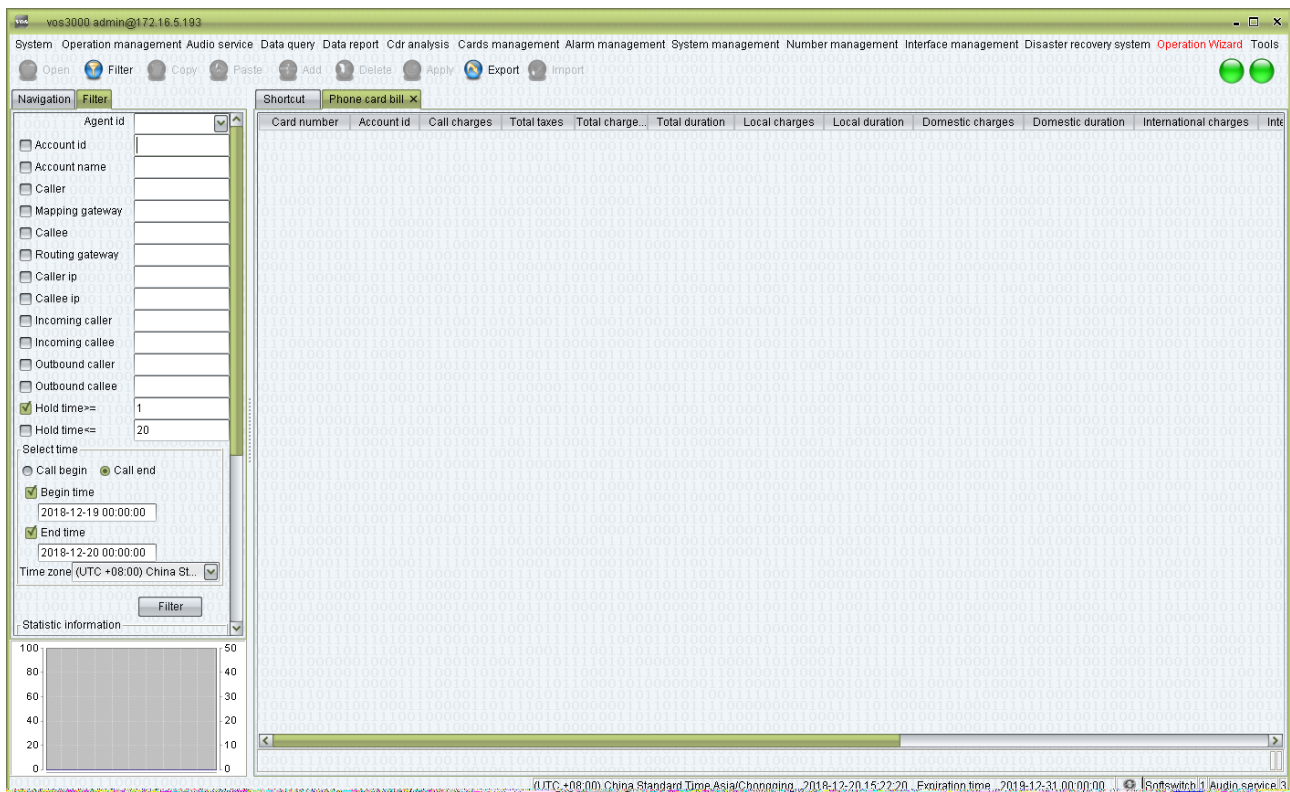 vos3000 admin@172.16.5.193
System Operation management Audio service Data query Data report Cdr analysis Cards management Alarm management System management Number management Interface management Disaster recovery system Operation Wizard Tools
Open Filter Copy Paste Add Delete Apply Export Import
Navigation Filter
Shortcut Phone card bill
Card number Account id Call charges Total taxes Total charge... Total duration Local charges Local duration Domestic charges Domestic duration International charges Inte
Agent id
Account id
Account name
Caller
Mapping gateway
Callee
Routing gateway
Caller ip
Callee ip
Incoming caller
Incoming callee
Outbound caller
Outbound callee
Hold time>= 1
Hold time<= 20
Select time
Call begin Call end
Begin time
2018-12-19 00:00:00
End time
2018-12-20 00:00:00
Time zone (UTC +08:00) China St...
Filter
Statistic information
100 50
80 40
60 30
40 20
20 10
0 0
(UTC +08:00) China Standard Time Asia/Chongqing 2018-12-20 15:22:20 Expiration time 2019-12-31 00:00:00 Softswitch 1 Audio service 3